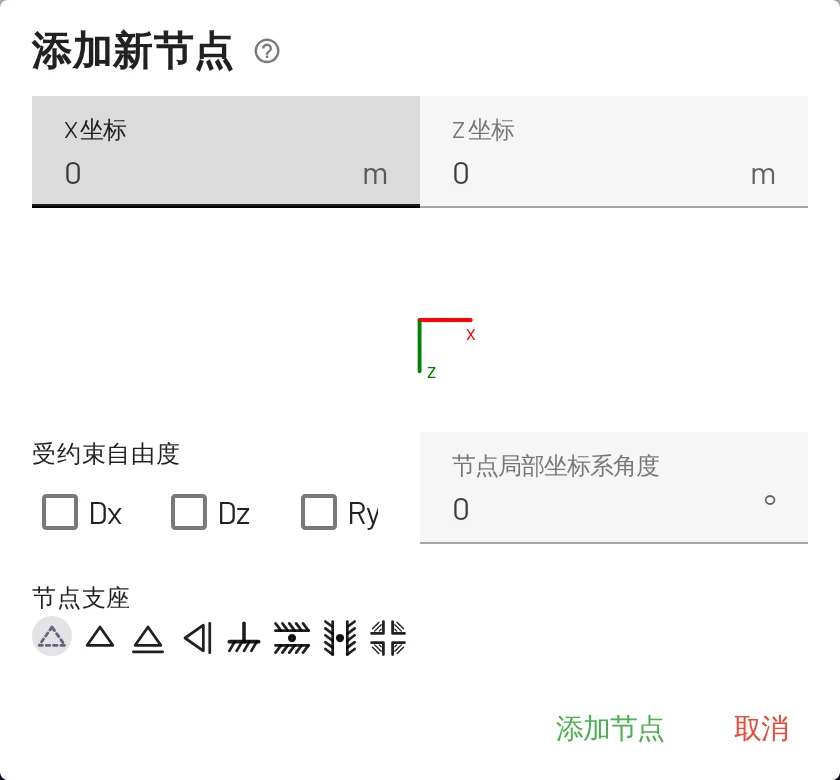 添加新节点
X 坐标 Z 坐标
0 m 0 m
x
z
受约束自由度 节点局部坐标系角度
Dx Dz Ry 0 °
节点支座
添加节点 取消